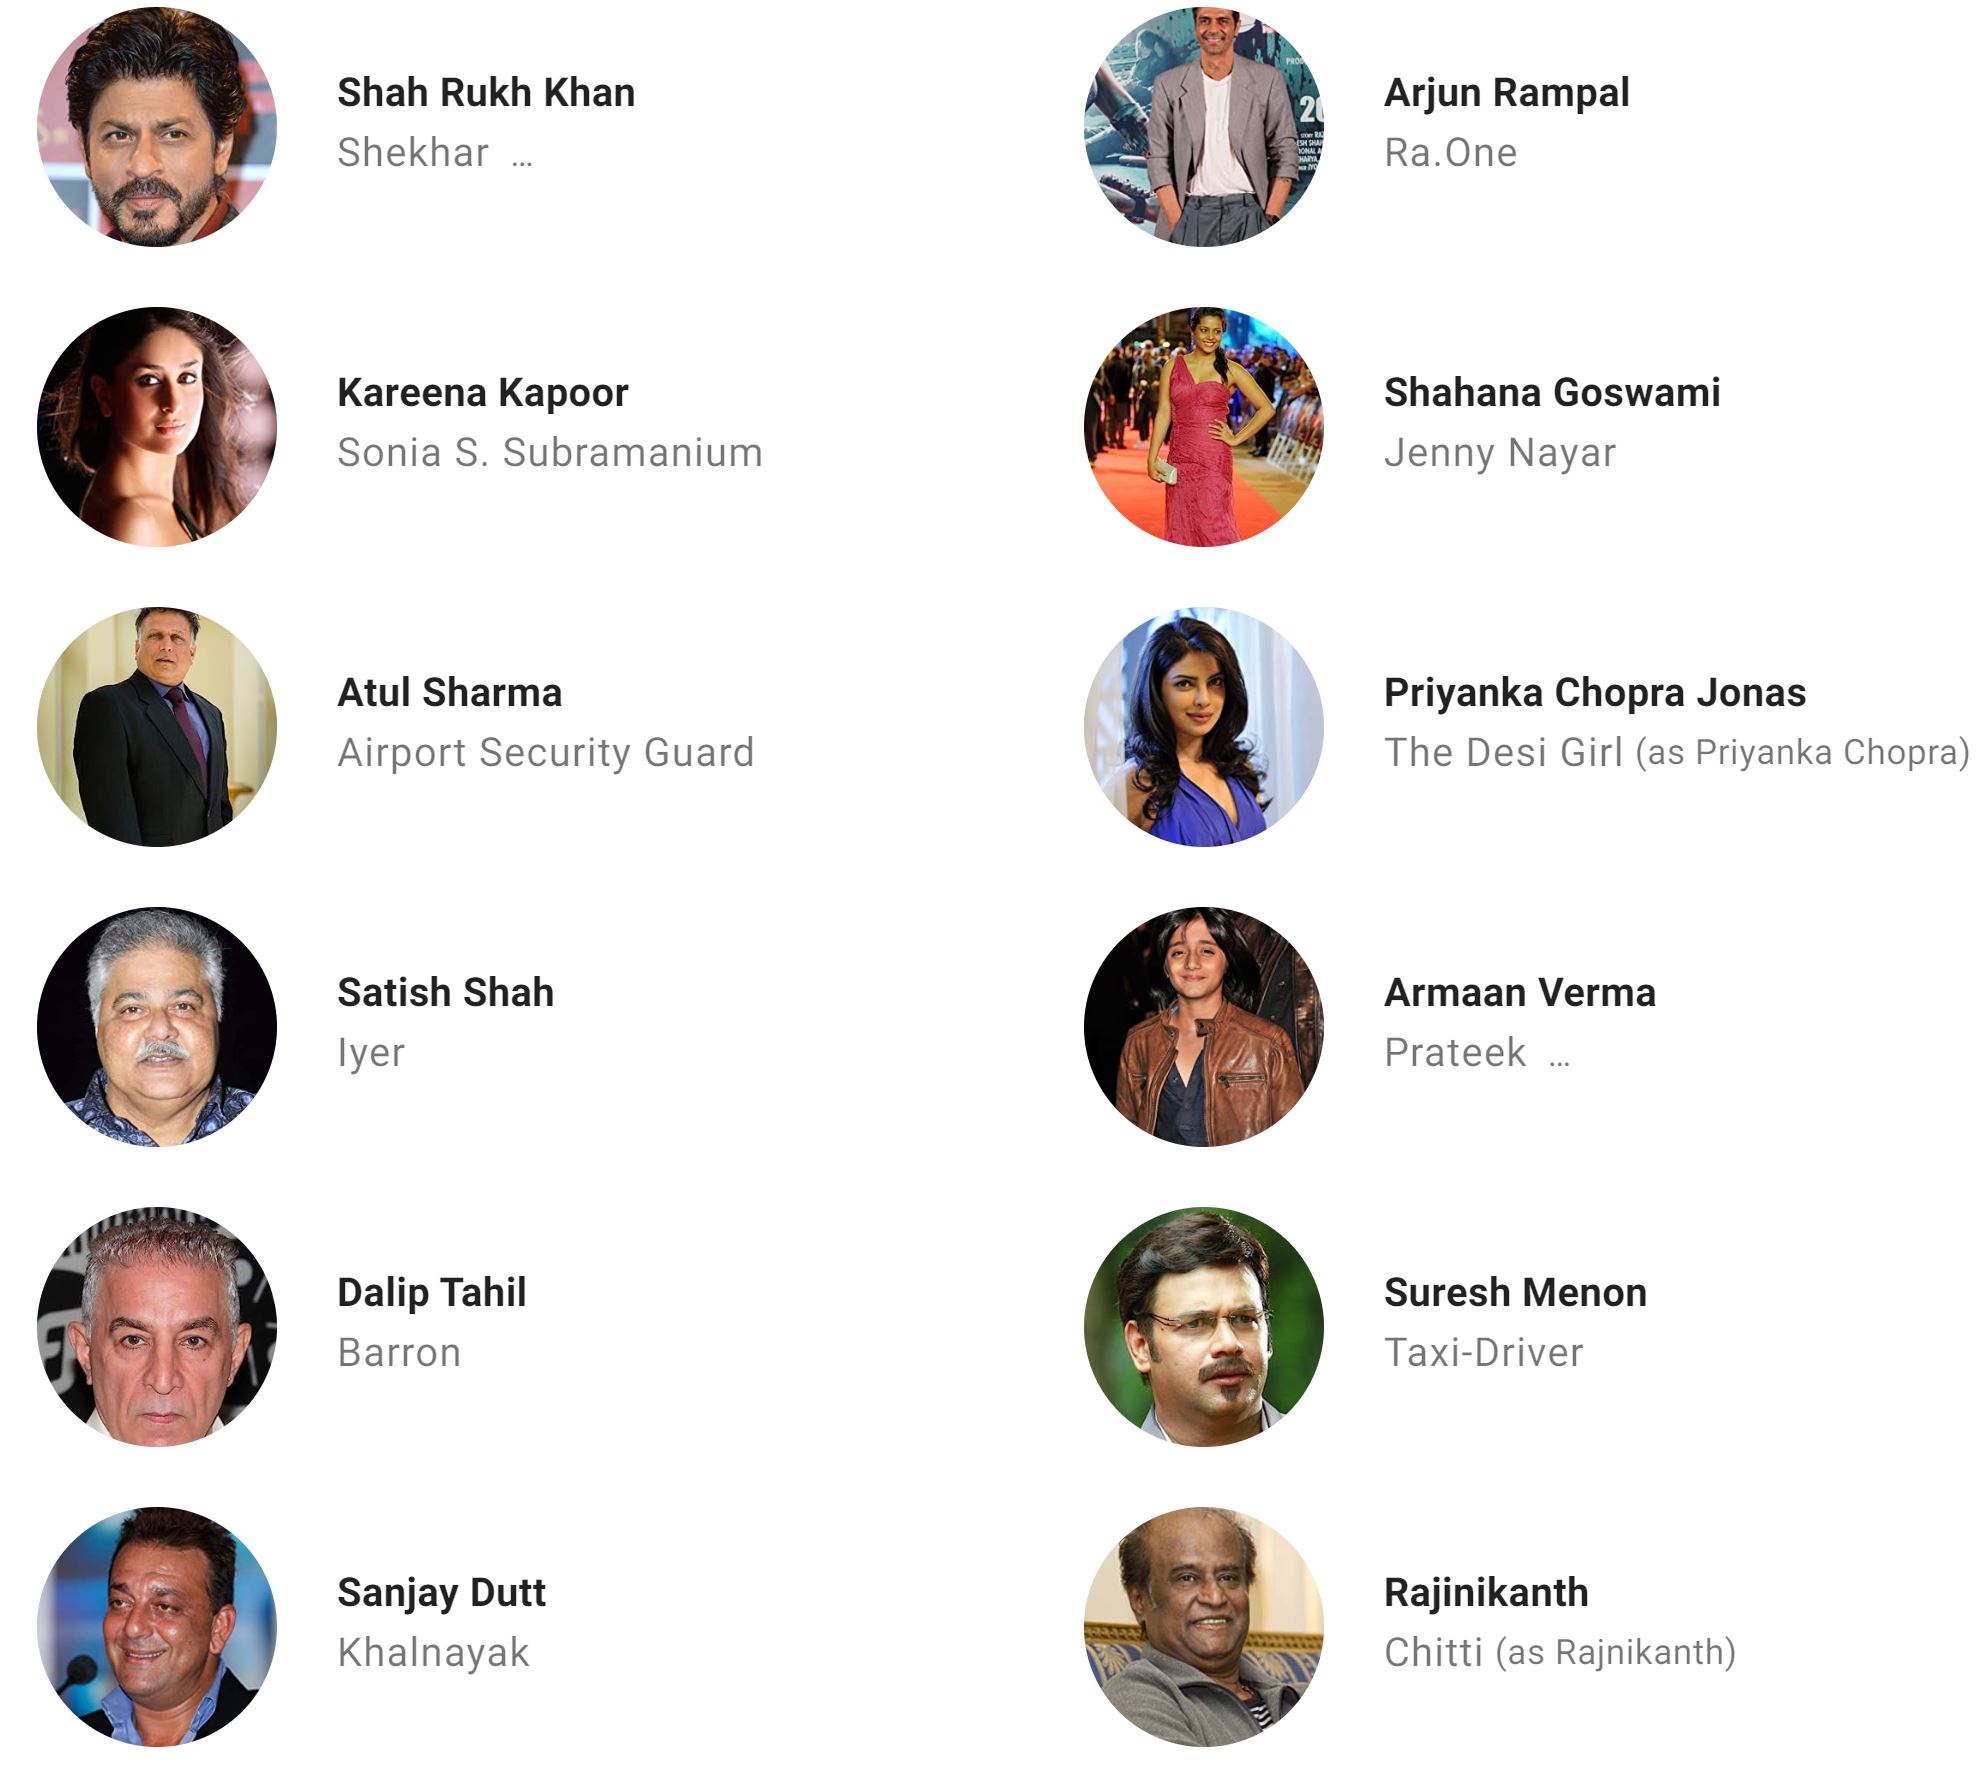 Shah Rukh Khan
Shekhar ...
Arjun Rampal
Ra.One
Kareena Kapoor
Sonia S. Subramanium
Shahana Goswami
Jenny Nayar
Atul Sharma
Airport Security Guard
Priyanka Chopra Jonas
The Desi Girl (as Priyanka Chopra)
Satish Shah
Iyer
Armaan Verma
Prateek ...
Dalip Tahil
Barron
Suresh Menon
Taxi-Driver
Sanjay Dutt
Khalnayak
Rajinikanth
Chitti (as Rajnikanth)